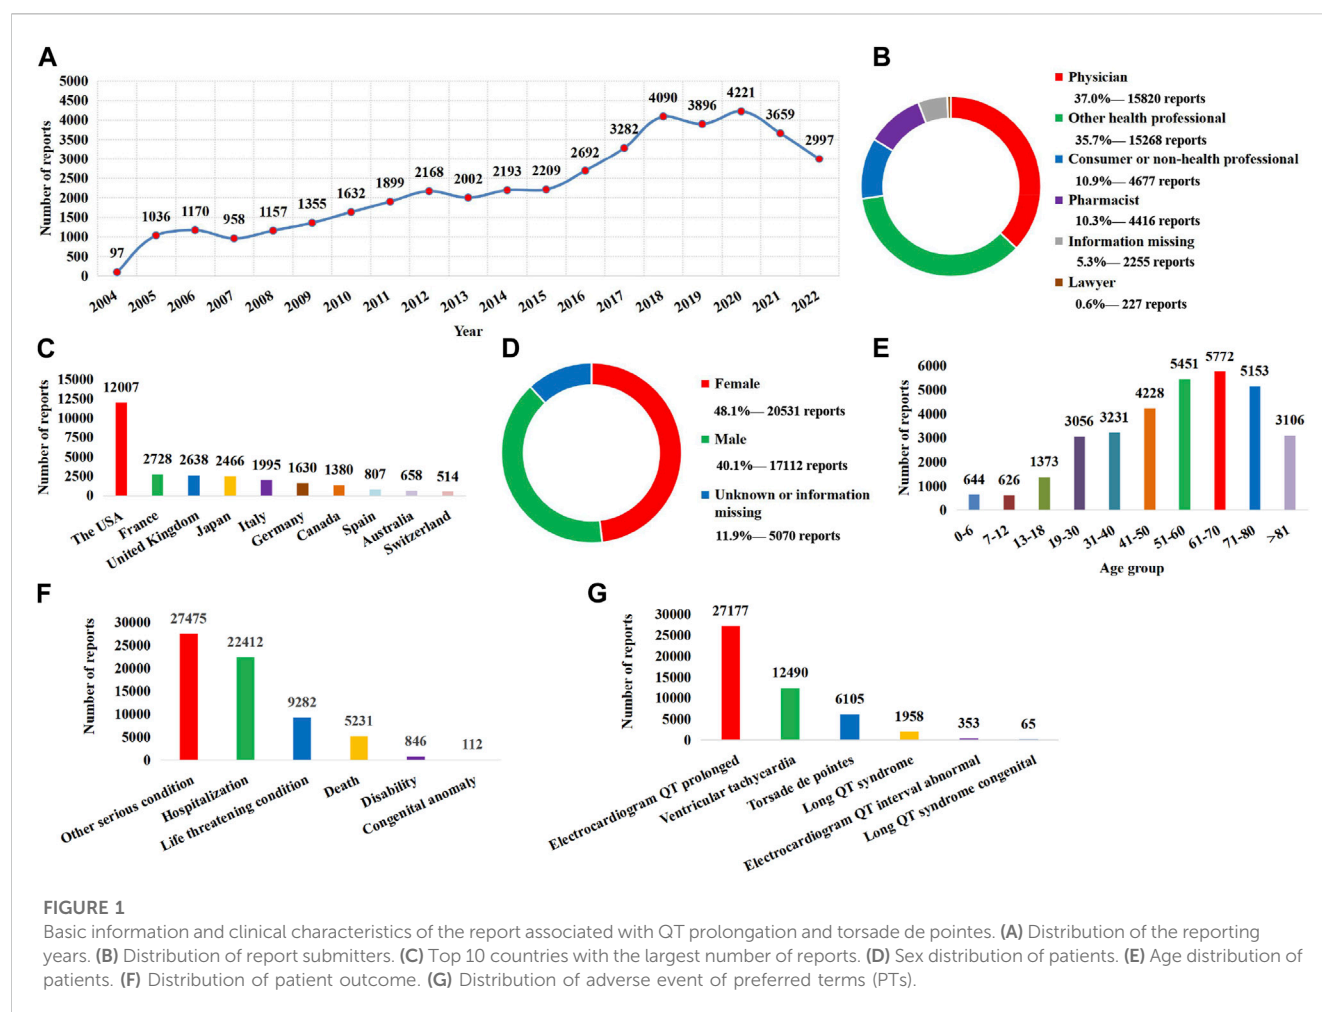 A
Number of reports
5000
4500
4000
3500
3000
2500
2000
1500
1000
500
0
97
1036
1170
958
1157
1355
1632
1899
2168
2002
2193
2209
2692
3282
4090
3896
4221
3659
2997
2004
2005
2006
2007
2008
2009
2010
2011
2012
2013
2014
2015
2016
2017
2018
2019
2020
2021
2022
Year
B
Physician
37.0%— 15820 reports
Other health professional
35.7%— 15268 reports
Consumer or non-health professional
10.9%— 4677 reports
Pharmacist
10.3%— 4416 reports
Information missing
5.3%— 2255 reports
Lawyer
0.6%— 227 reports
C
Number of reports
15000
12500
10000
7500
5000
2500
0
12007
2728
2638
2466
1995
1630
1380
807
658
514
The USA
France
United Kingdom
Japan
Italy
Germany
Canada
Spain
Australia
Switzerland
D
Female
48.1%— 20531 reports
Male
40.1%— 17112 reports
Unknown or information
missing
11.9%— 5070 reports
E
Number of reports
6000
5000
4000
3000
2000
1000
0
644
626
1373
3056
3231
4228
5451
5772
5153
3106
0-6
7-12
13-18
19-30
31-40
41-50
51-60
61-70
71-80
>81
Age group
F
Number of reports
30000
25000
20000
15000
10000
5000
0
27475
22412
9282
5231
846
112
Other serious condition
Hospitalization
Life threatening condition
Death
Disability
Congenital anomaly
G
Number of reports
30000
25000
20000
15000
10000
5000
0
27177
12490
6105
1958
353
65
Electrocardiogram QT prolonged
Ventricular tachycardia
Torsade de pointes
Long QT syndrome
Electrocardiogram QT interval abnormal
Long QT syndrome congenital
FIGURE 1
Basic information and clinical characteristics of the report associated with QT prolongation and torsade de pointes. (A) Distribution of the reporting
years. (B) Distribution of report submitters. (C) Top 10 countries with the largest number of reports. (D) Sex distribution of patients. (E) Age distribution of
patients. (F) Distribution of patient outcome. (G) Distribution of adverse event of preferred terms (PTs).